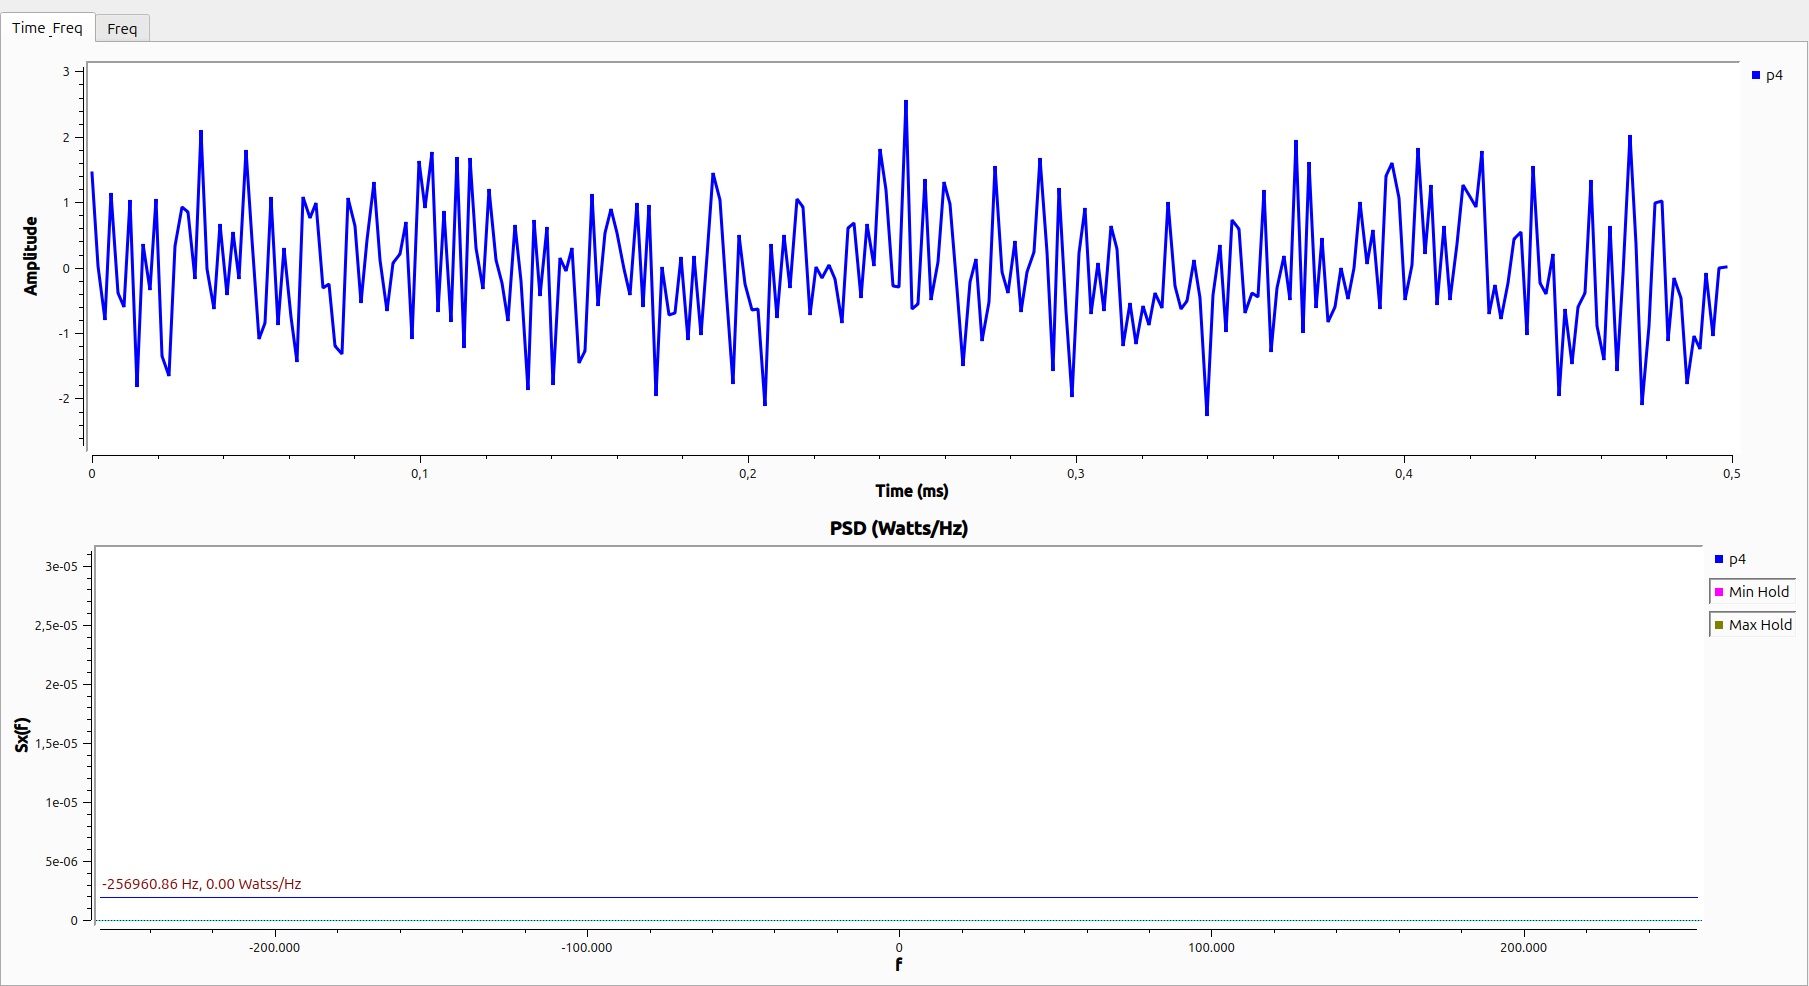 Time_Freq
Freq
3
2
1
0
-1
-2
Amplitude
p4
0
0,1
0,2
0,3
0,4
0,5
Time (ms)
PSD (Watts/Hz)
3e-05
2,5e-05
2e-05
1,5e-05
1e-05
5e-06
0
Sx(f)
p4
Min Hold
Max Hold
-256960.86 Hz, 0.00 Watss/Hz
-200.000
-100.000
0
100.000
200.000
f